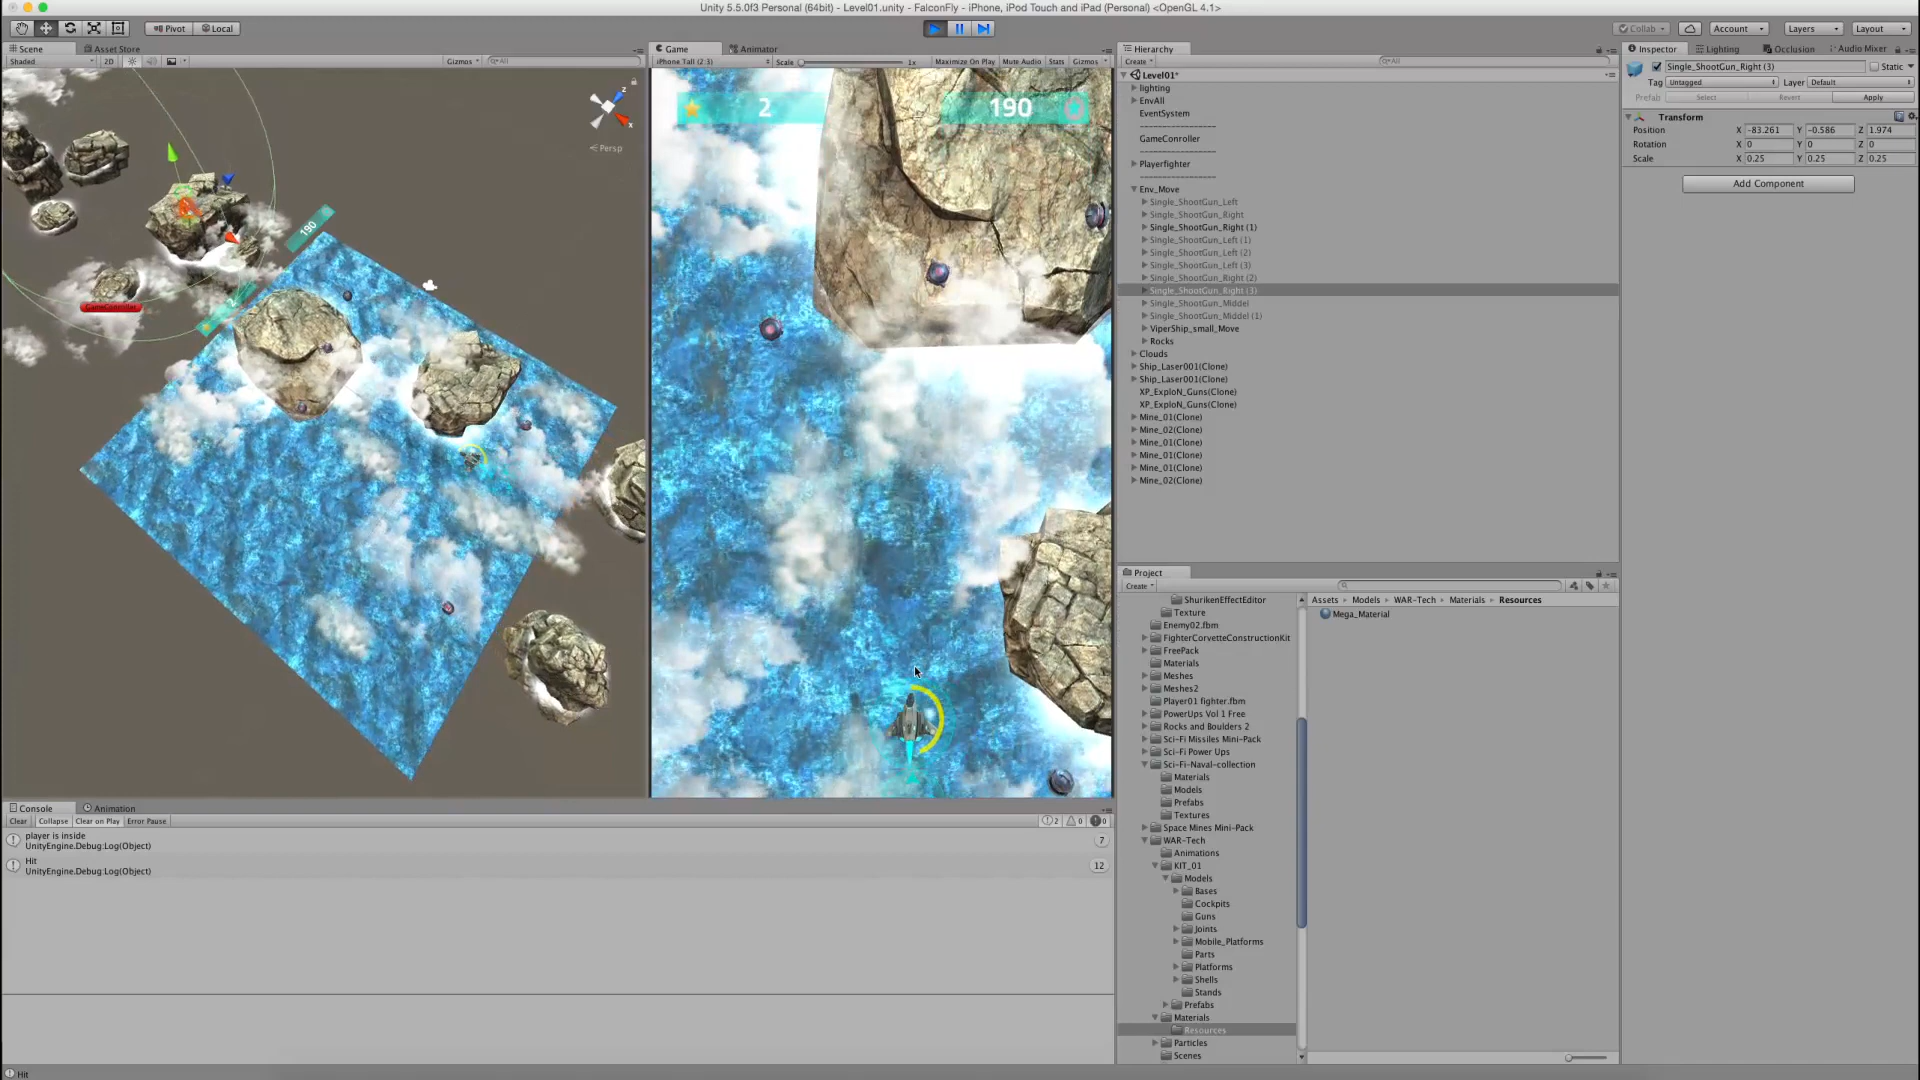 Unity 5.5.0f3 Personal (64bit) - Level01.unity - FalconFly - iPhone, iPod Touch and iPad (Personal) <OpenGL 4.1>
Pivot Local
Collab Account Layers Layout
Scene Asset Store
Shaded 2D Gizmos All
Persp
190
GameController
Game Animator
iPhone Tall (2:3) Scale 1x Maximize On Play Mute Audio Stats Gizmos
2 190
Hierarchy
Create All
Level01*
lighting
EnvAll
EventSystem
------------------
GameController
------------------
Playerfighter
------------------
Env_Move
Single_ShootGun_Left
Single_ShootGun_Right
Single_ShootGun_Right (1)
Single_ShootGun_Left (1)
Single_ShootGun_Left (2)
Single_ShootGun_Left (3)
Single_ShootGun_Right (2)
Single_ShootGun_Right (3)
Single_ShootGun_Middel
Single_ShootGun_Middel (1)
ViperShip_small_Move
Rocks
Clouds
Ship_Laser001(Clone)
Ship_Laser001(Clone)
XP_ExploN_Guns(Clone)
XP_ExploN_Guns(Clone)
Mine_01(Clone)
Mine_02(Clone)
Mine_01(Clone)
Mine_01(Clone)
Mine_01(Clone)
Mine_02(Clone)
Inspector Lighting Occlusion Audio Mixer
Single_ShootGun_Right (3) Static
Tag Untagged Layer Default
Prefab Select Revert Apply
Transform
Position X -83.261 Y -0.586 Z 1.974
Rotation X 0 Y 0 Z 0
Scale X 0.25 Y 0.25 Z 0.25
Add Component
Project
Create
ShurikenEffectEditor
Texture
Enemy02.fbm
FighterCorvetteConstructionKit
FreePack
Materials
Meshes
Meshes2
Player01 fighter.fbm
PowerUps Vol 1 Free
Rocks and Boulders 2
Sci-Fi Missiles Mini-Pack
Sci-Fi Power Ups
Sci-Fi-Naval-collection
Materials
Models
Prefabs
Textures
Space Mines Mini-Pack
WAR-Tech
Animations
KIT_01
Models
Bases
Cockpits
Guns
Joints
Mobile_Platforms
Parts
Platforms
Shells
Stands
Prefabs
Materials
Resources
Particles
Scenes
Assets Models WAR-Tech Materials Resources
Mega_Material
Console Animation
Clear Collapse Clear on Play Error Pause 2 0 0
player is inside
UnityEngine.Debug:Log(Object)
7
Hit
UnityEngine.Debug:Log(Object)
12
Hit